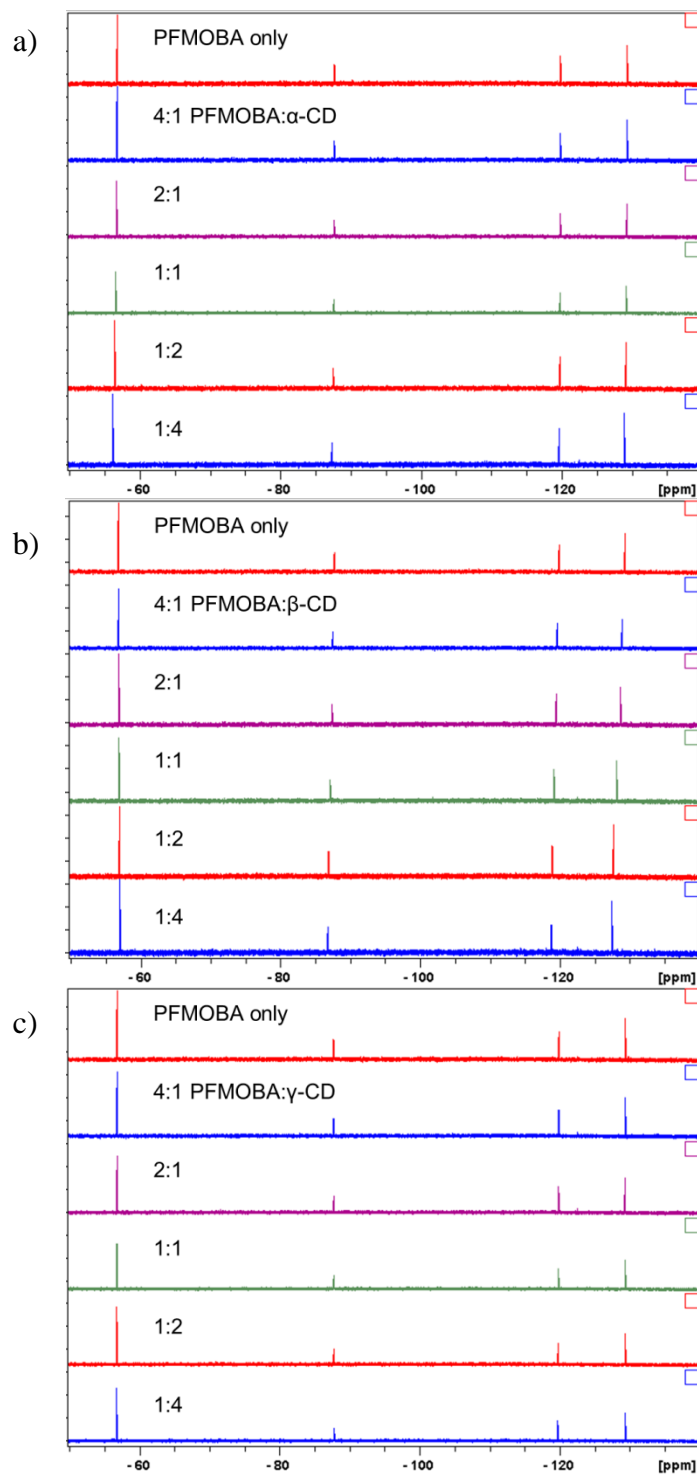 a)
PFMOBA only
4:1 PFMOBA:α-CD
2:1
1:1
1:2
1:4
-60 -80 -100 -120 [ppm]
b)
PFMOBA only
4:1 PFMOBA:β-CD
2:1
1:1
1:2
1:4
-60 -80 -100 -120 [ppm]
c)
PFMOBA only
4:1 PFMOBA:γ-CD
2:1
1:1
1:2
1:4
-60 -80 -100 -120 [ppm]